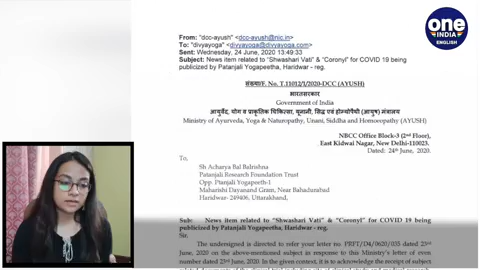 one
INDIA
ENGLISH
From: "dcc-ayush" <dcc-ayush@nic.in>
To: "divyayoga" <divyayoga@divyayoga.com>
Sent: Wednesday, 24 June, 2020 13:49:33
Subject: News item related to "Shwashari Vati" & "Coronyl" for COVID 19 being
publicized by Patanjali Yogapeetha, Haridwar - reg.
संख्या/F. No. T.11012/1/2020-DCC (AYUSH)
भारत सरकार
Government of India
आयुर्वेद, योग व प्राकृतिक चिकित्सा, यूनानी, सिद्ध एवं होम्योपैथी (आयुष) मंत्रालय
Ministry of Ayurveda, Yoga & Naturopathy, Unani, Siddha and Homoeopathy (AYUSH)
NBCC Office Block-3 (2nd Floor),
East Kidwai Nagar, New Delhi-110023.
Dated: 24th June, 2020.
To,
Sh Acharya Bal Balrishna
Patanjali Research Foundation Trust
Opp. Ptanjali Yogapeeth-1
Maharishi Dayanand Gram, Near Bahadurabad
Haridwar- 249406, Uttarakhand,
Sub: News item related to "Shwashari Vati" & "Coronyl" for COVID 19 being
publicized by Patanjali Yogapeetha, Haridwar - reg.
Sir,
The undersigned is directed to refer your letter no. PRFT/D4/0620/035 dated 23rd
June, 2020 on the above-mentioned subject in response to this Ministry's letter of even
number dated 23rd June, 2020. In the given context, it is to acknowledge the receipt of subject